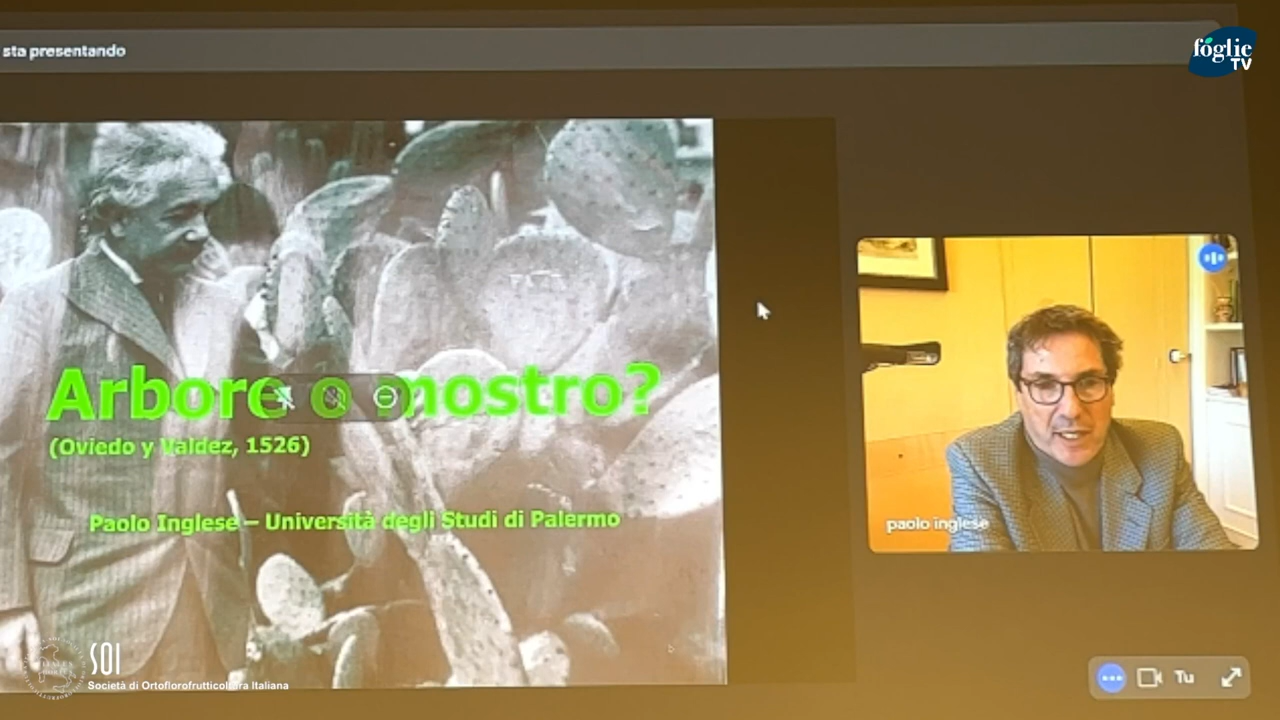 sta presentando
foglie
TV
Arbore o mostro?
(Oviedo y Valdez, 1526)
Paolo Inglese – Università degli Studi di Palermo
paolo inglese
SOI
Società di Ortoflorofrutticoltura Italiana
Tu